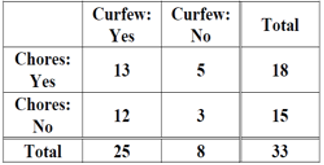 Curfew: Curfew: Total
Yes No
Chores: 13 5 18
Yes
Chores: 12 3 15
No
Total 25 8 33